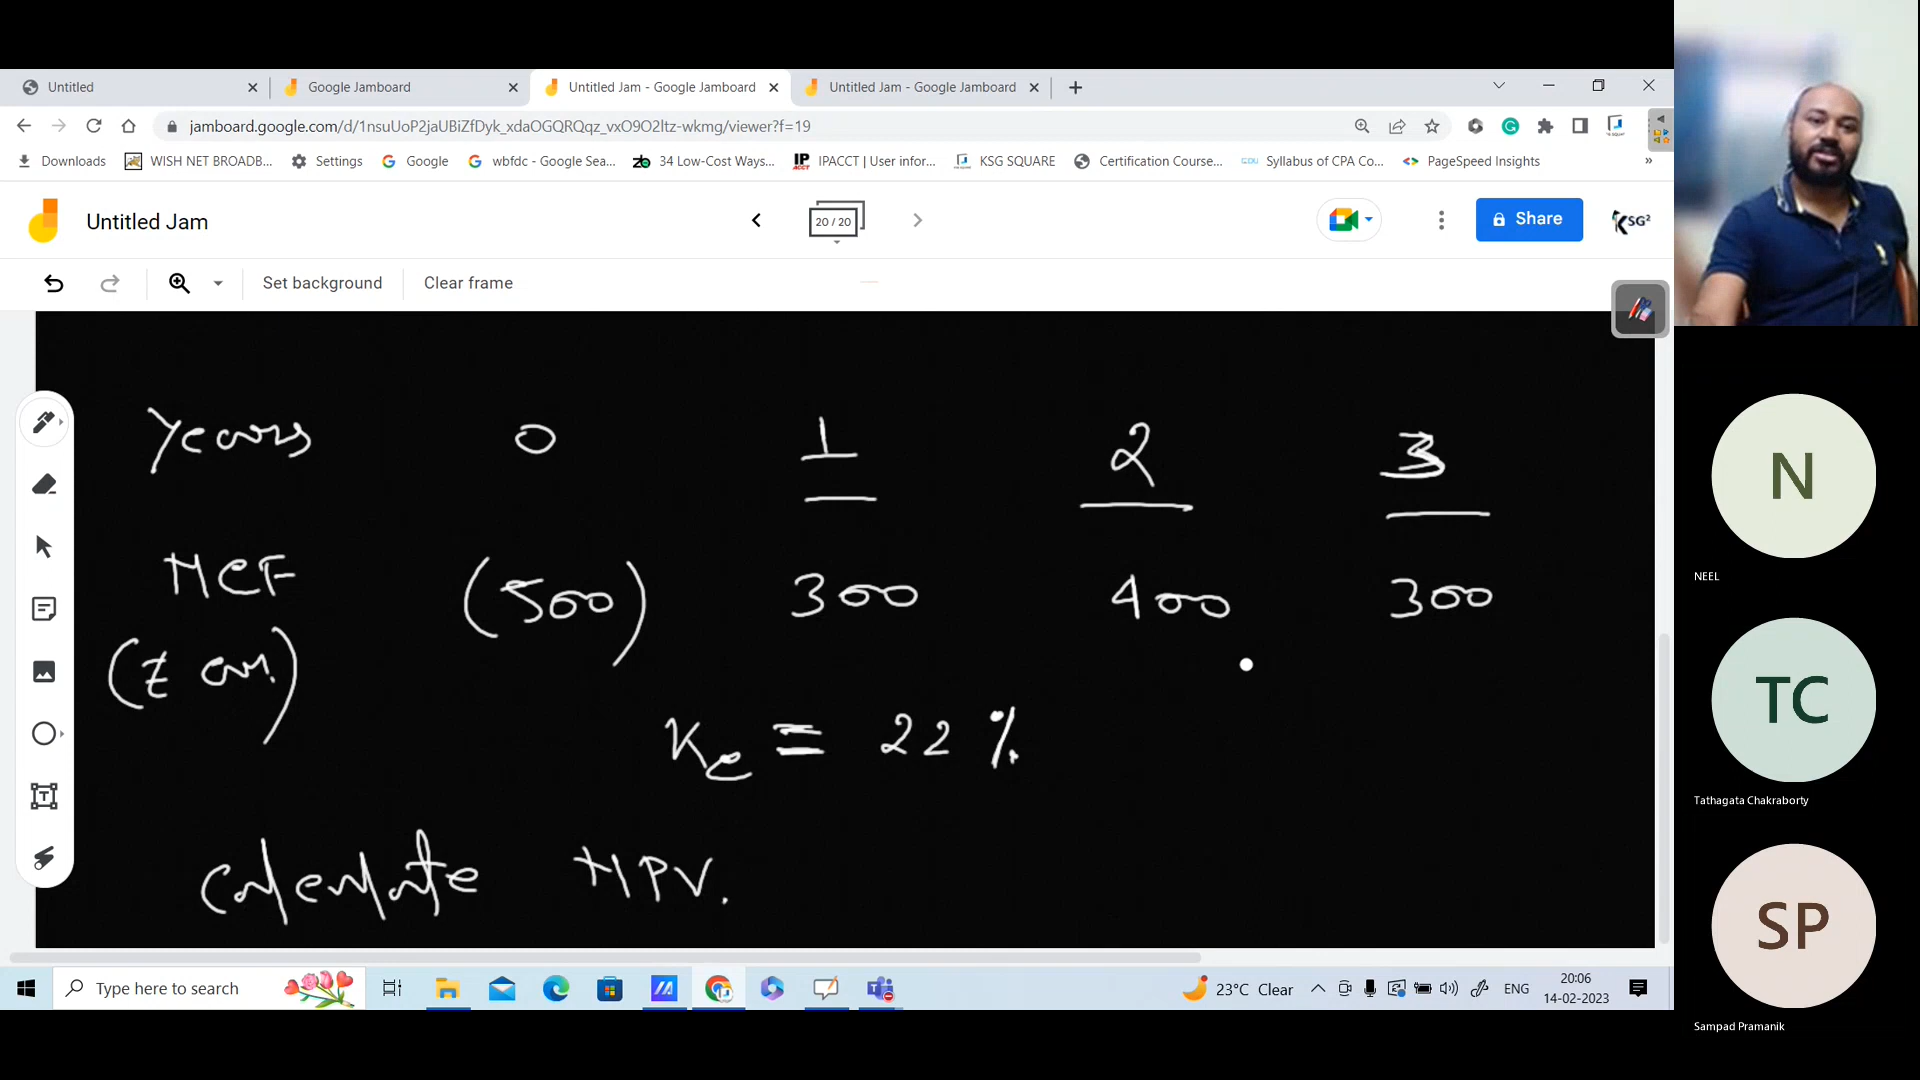 Untitled
Google Jamboard
Untitled Jam - Google Jamboard
Untitled Jam - Google Jamboard
jamboard.google.com/d/1nsuUoP2jaUBiZfDyk_xdaOGQRQqz_vxO9O2ltz-wkmg/viewer?f=19
Downloads WISH NET BROADB... Settings Google wbfdc - Google Sea... 34 Low-Cost Ways... IPACCT | User infor... KSG SQUARE Certification Course... Syllabus of CPA Co... PageSpeed Insights »
Untitled Jam
20 / 20
Share
KSG²
Set background
Clear frame
Years 0 1 2 3
NCF (500) 300 400 300
(₹ cr.)
Ke = 22 %
Calculate NPV.
N
NEEL
TC
Tathagata Chakraborty
SP
Sampad Pramanik
Type here to search
23°C Clear
ENG
20:06
14-02-2023